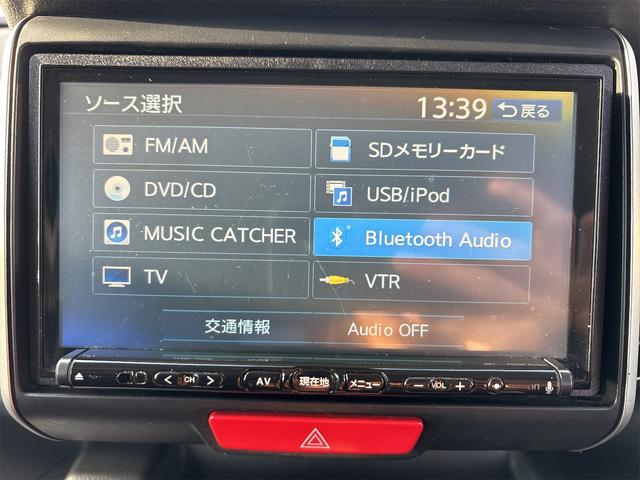 ソース選択 13:39 戻る
FM/AM SDメモリーカード
DVD/CD USB/iPod
MUSIC CATCHER Bluetooth Audio
TV VTR
交通情報 Audio OFF
CH AV 現在地 メニュー − VOL +